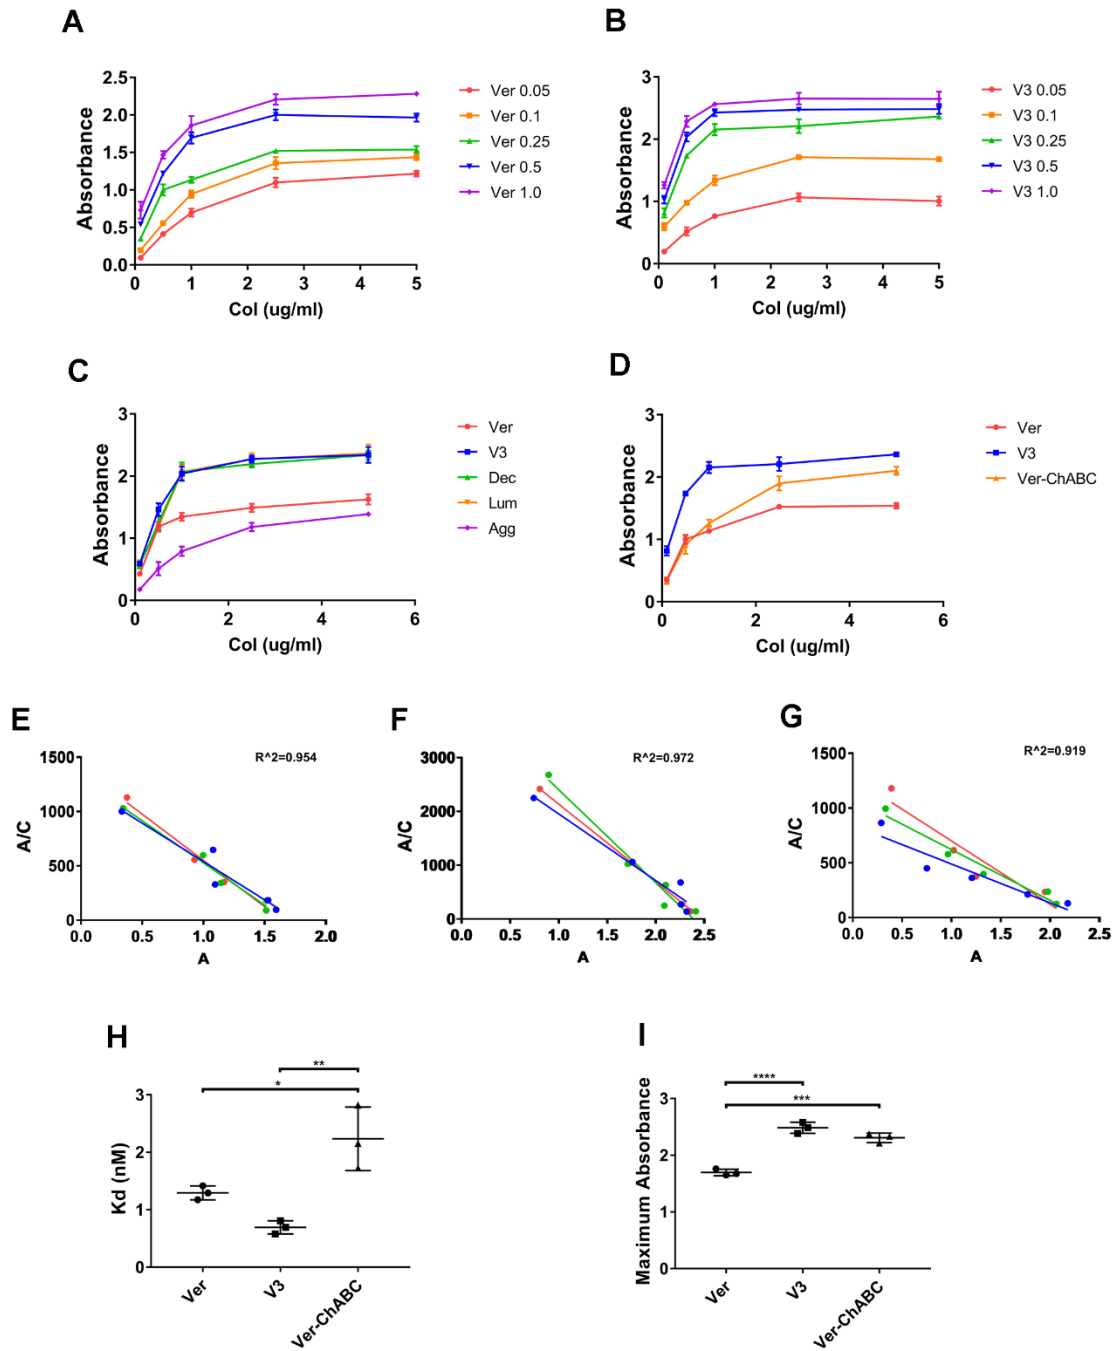 A
Absorbance
2.5
2.0
1.5
1.0
0.5
0.0
0 1 2 3 4 5
Col (ug/ml)
Ver 0.05
Ver 0.1
Ver 0.25
Ver 0.5
Ver 1.0
B
Absorbance
3
2
1
0
0 1 2 3 4 5
Col (ug/ml)
V3 0.05
V3 0.1
V3 0.25
V3 0.5
V3 1.0
C
Absorbance
3
2
1
0
0 2 4 6
Col (ug/ml)
Ver
V3
Dec
Lum
Agg
D
Absorbance
3
2
1
0
0 2 4 6
Col (ug/ml)
Ver
V3
Ver-ChABC
E
A/C
1500
1000
500
0
0.0 0.5 1.0 1.5 2.0
A
R^2=0.954
F
A/C
3000
2000
1000
0
0.0 0.5 1.0 1.5 2.0 2.5
A
R^2=0.972
G
A/C
1500
1000
500
0
0.0 0.5 1.0 1.5 2.0 2.5
A
R^2=0.919
H
Kd (nM)
3
2
1
0
**
*
Ver
V3
Ver-ChABC
I
Maximum Absorbance
3
2
1
0
****
***
Ver
V3
Ver-ChABC